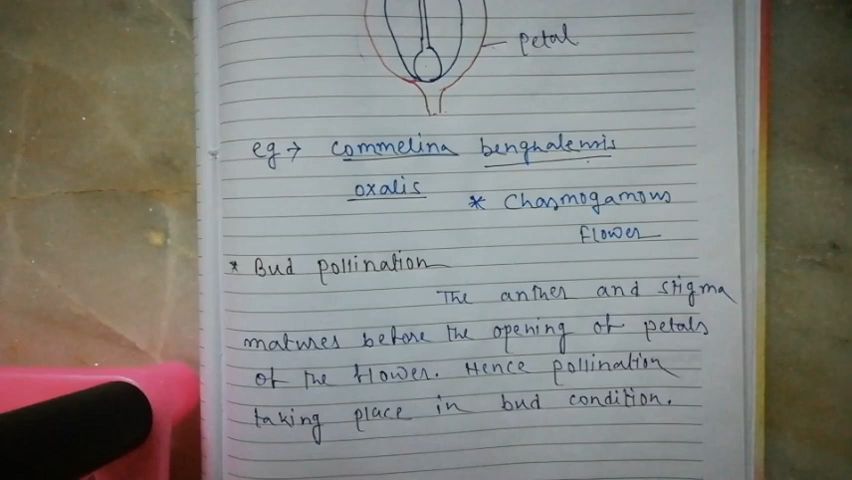 petal
eg → Commelina benghalensis
oxalis
* Chasmogamous
flower
* Bud pollination
The anther and stigma
matures before the opening of petals
of the flower. Hence pollination
taking place in bud condition.